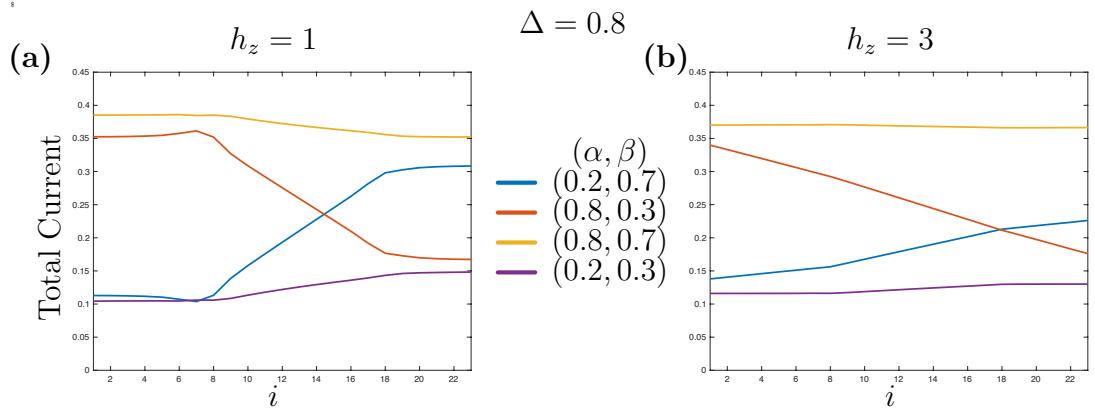 Δ = 0.8
(a)
h_z = 1
(b)
h_z = 3
Total Current
0.45
0.4
0.35
0.3
0.25
0.2
0.15
0.1
0.05
0
2 4 6 8 10 12 14 16 18 20 22
i
(α, β)
(0.2, 0.7)
(0.8, 0.3)
(0.8, 0.7)
(0.2, 0.3)
0.45
0.4
0.35
0.3
0.25
0.2
0.15
0.1
0.05
0
2 4 6 8 10 12 14 16 18 20 22
i